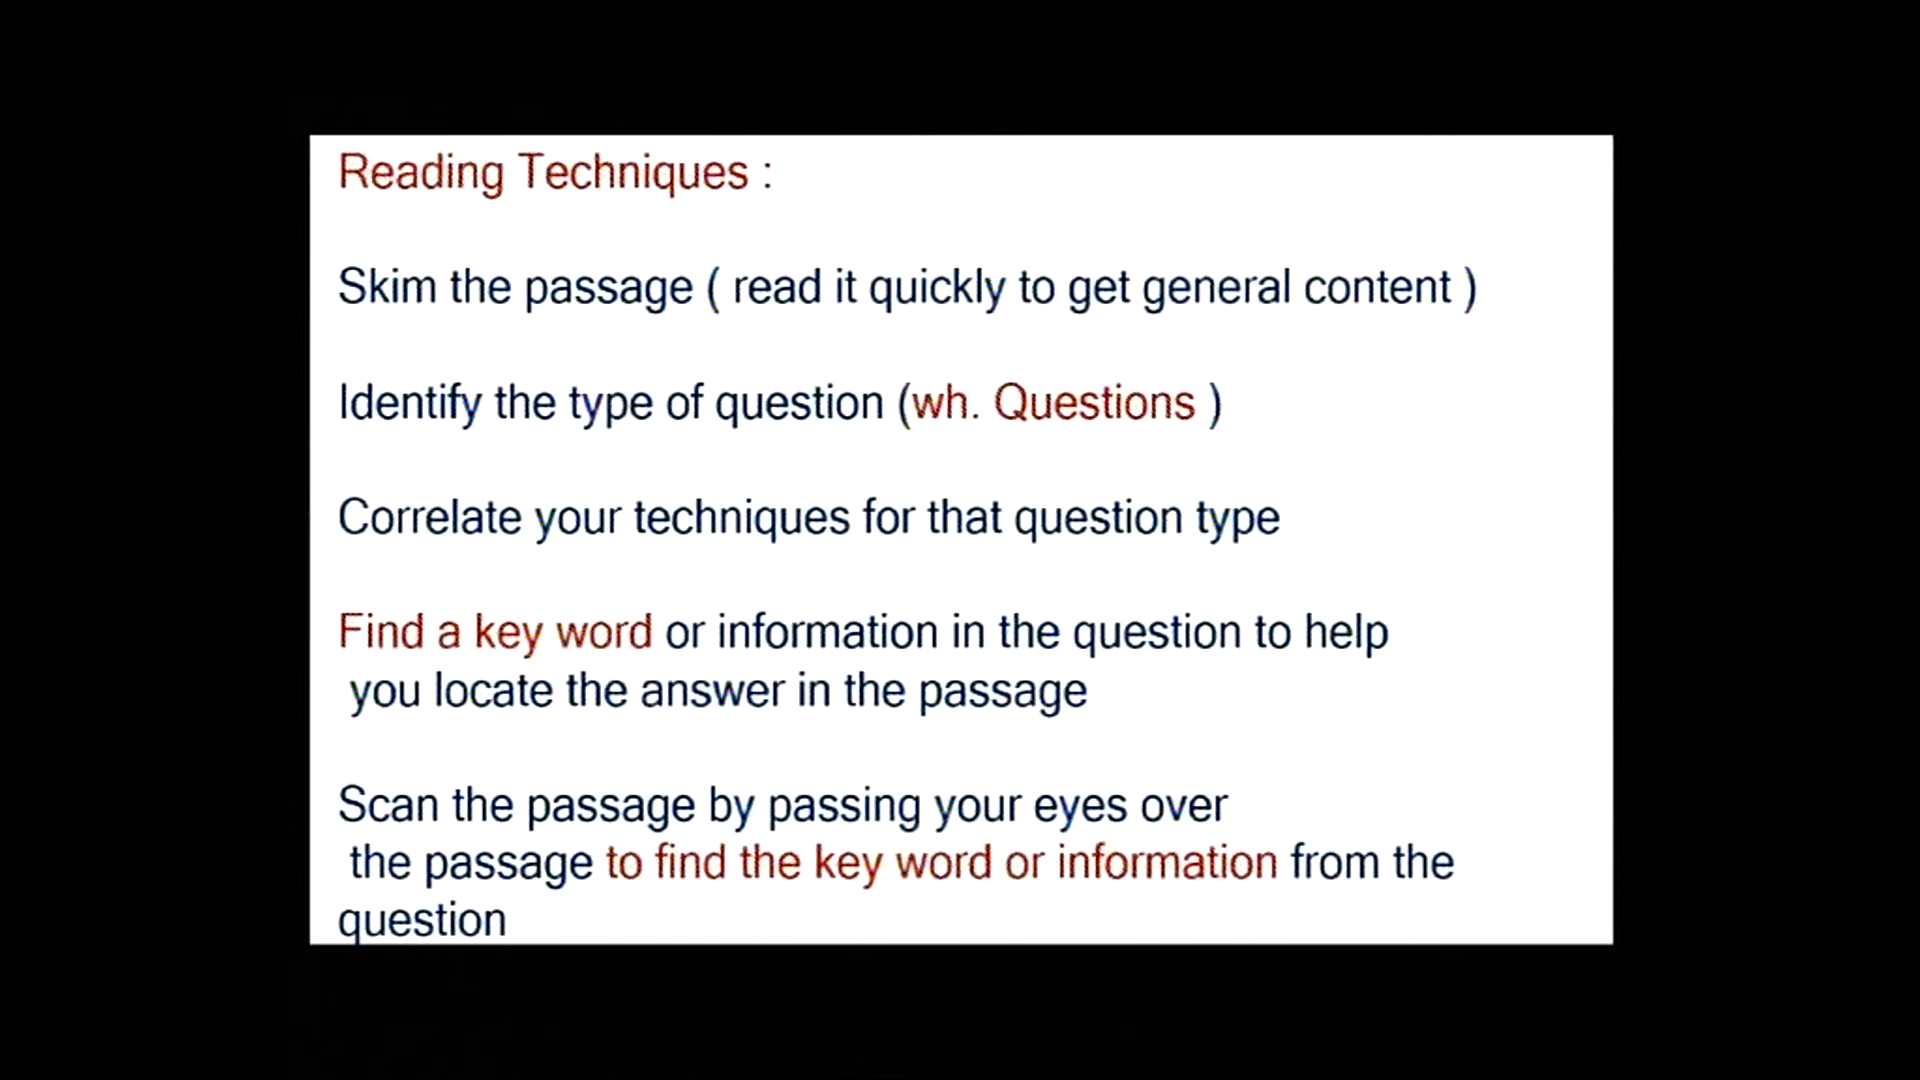 Reading Techniques :
Skim the passage ( read it quickly to get general content )
Identify the type of question (wh. Questions )
Correlate your techniques for that question type
Find a key word or information in the question to help
you locate the answer in the passage
Scan the passage by passing your eyes over
the passage to find the key word or information from the
question